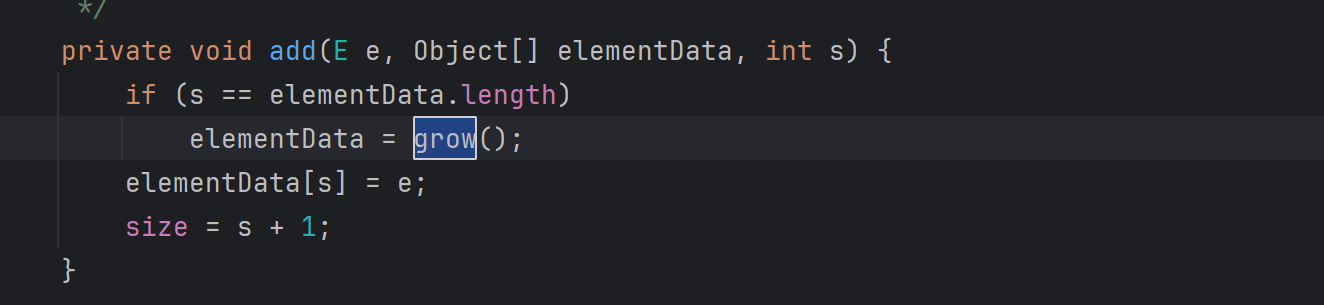 */
private void add(E e, Object[] elementData, int s) {
if (s == elementData.length)
elementData = grow();
elementData[s] = e;
size = s + 1;
}